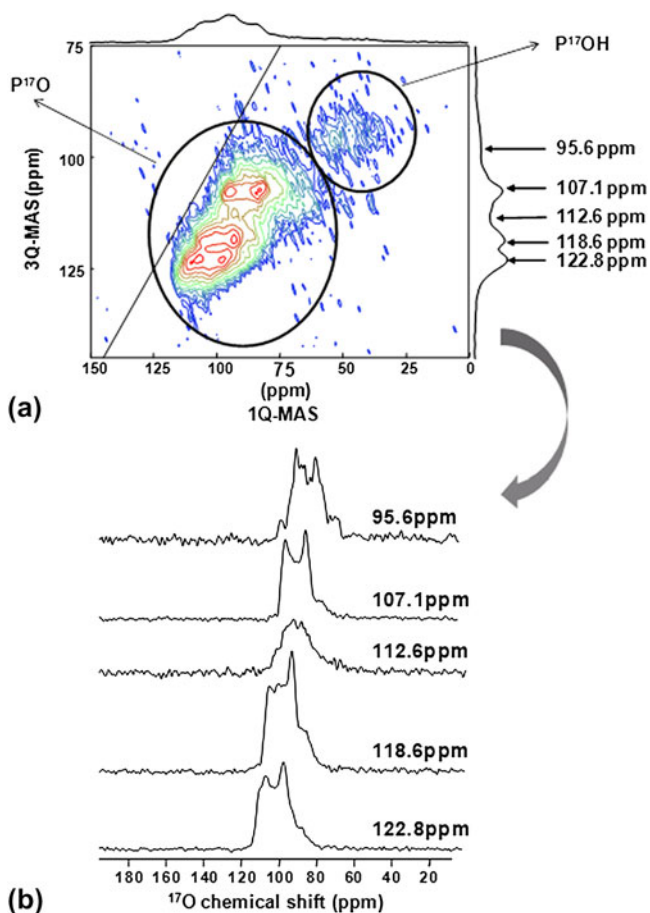 P¹⁷O
P¹⁷OH
75
100
125
3Q-MAS (ppm)
150
125
100
75
50
25
0
(ppm)
1Q-MAS
95.6 ppm
107.1 ppm
112.6 ppm
118.6 ppm
122.8 ppm
(a)
95.6ppm
107.1ppm
112.6ppm
118.6ppm
122.8ppm
180 160 140 120 100 80 60 40 20
¹⁷O chemical shift (ppm)
(b)